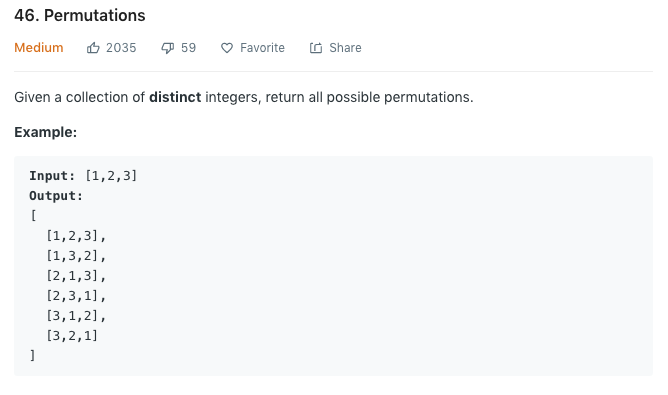 46. Permutations
Medium 2035 59 Favorite Share
Given a collection of distinct integers, return all possible permutations.
Example:
Input: [1,2,3]
Output:
[
[1,2,3],
[1,3,2],
[2,1,3],
[2,3,1],
[3,1,2],
[3,2,1]
]